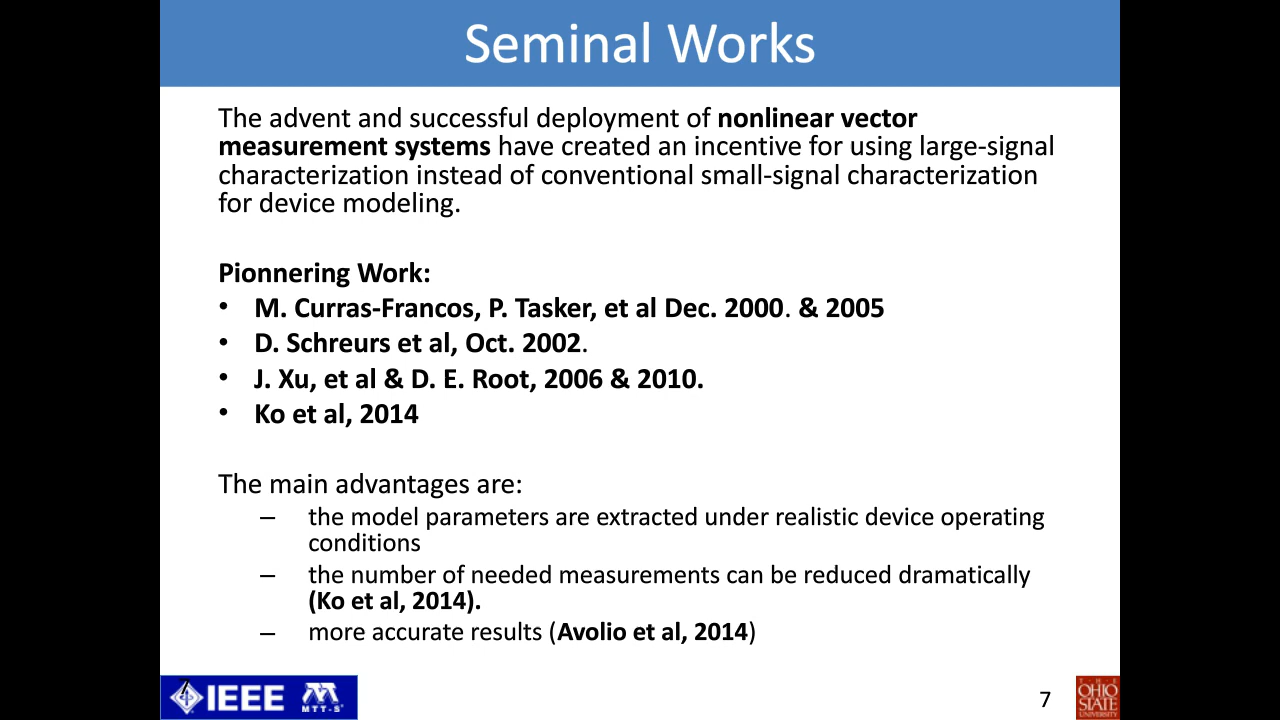 Seminal Works
The advent and successful deployment of nonlinear vector
measurement systems have created an incentive for using large-signal
characterization instead of conventional small-signal characterization
for device modeling.
Pionnering Work:
• M. Curras-Francos, P. Tasker, et al Dec. 2000. & 2005
• D. Schreurs et al, Oct. 2002.
• J. Xu, et al & D. E. Root, 2006 & 2010.
• Ko et al, 2014
The main advantages are:
– the model parameters are extracted under realistic device operating
conditions
– the number of needed measurements can be reduced dramatically
(Ko et al, 2014).
– more accurate results (Avolio et al, 2014)
7
IEEE
MTT-S
7
THE
OHIO
STATE
UNIVERSITY